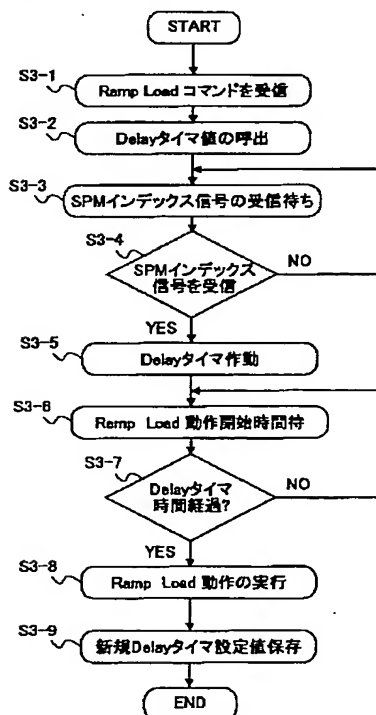 START
S3-1
Ramp Load コマンドを受信
S3-2
Delayタイマ値の呼出
S3-3
SPMインデックス信号の受信待ち
S3-4
SPMインデックス
信号を受信
NO
YES
S3-5
Delayタイマ作動
S3-6
Ramp Load 動作開始時間待
S3-7
Delayタイマ
時間経過?
NO
YES
S3-8
Ramp Load 動作の実行
S3-9
新規Delayタイマ設定値保存
END